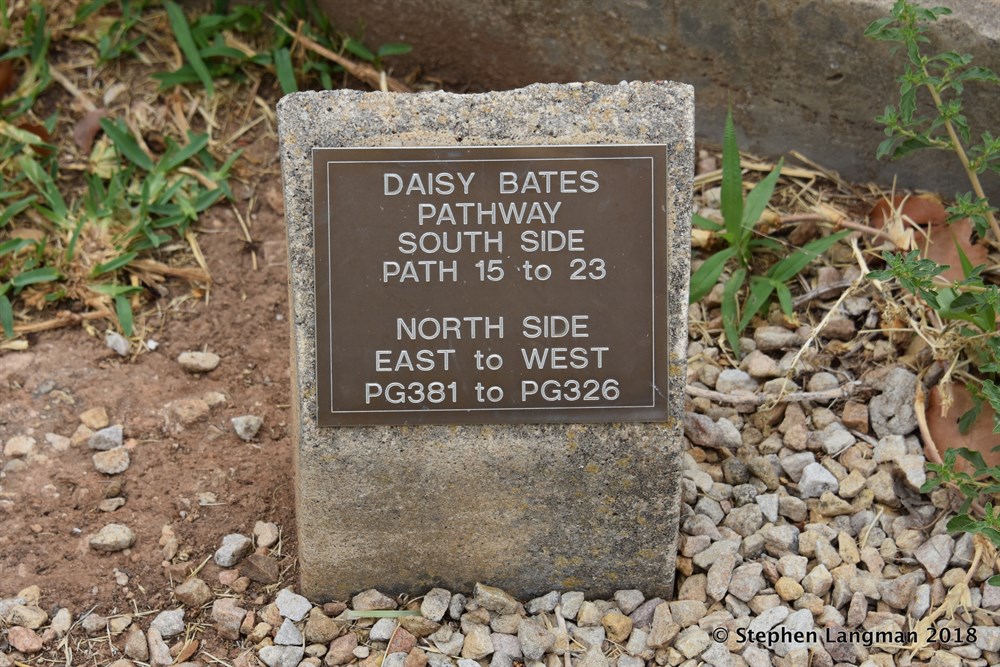 DAISY BATES
PATHWAY
SOUTH SIDE
PATH 15 to 23
NORTH SIDE
EAST to WEST
PG381 to PG326
© Stephen Langman 2018